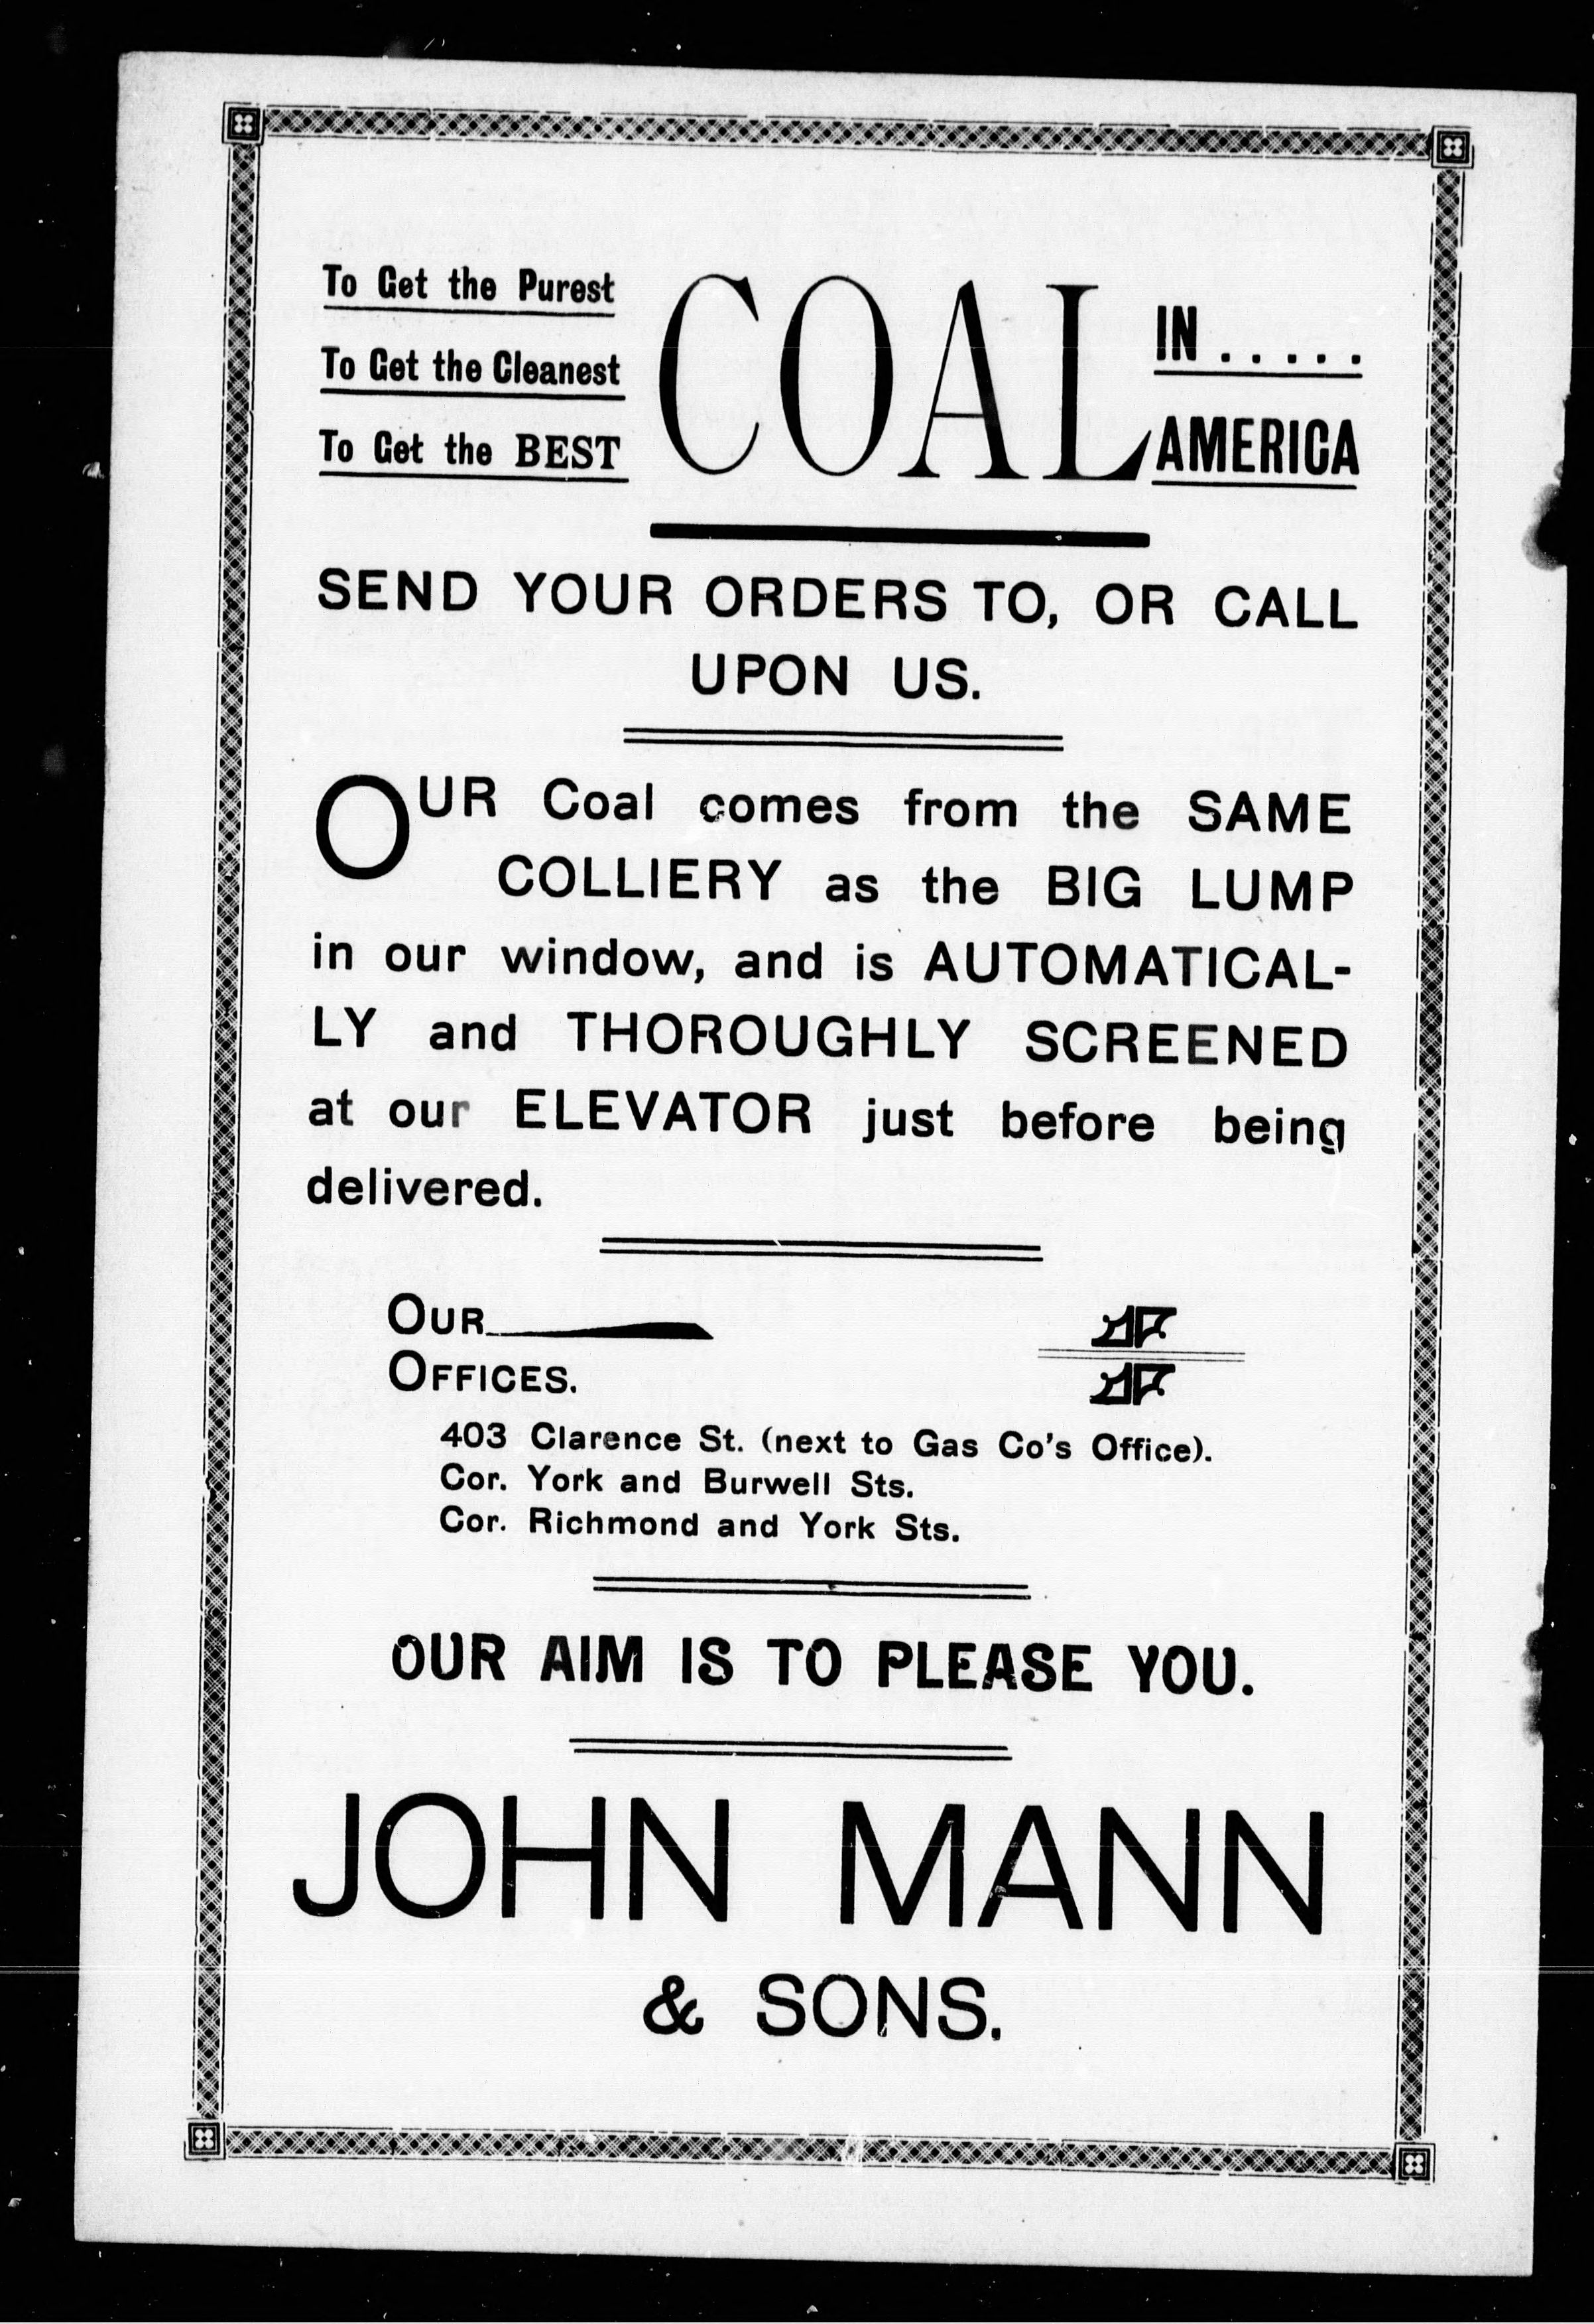 To Get the Purest
To Get the Cleanest
To Get the BEST
COAL
IN . . . . .
AMERICA
SEND YOUR ORDERS TO, OR CALL
UPON US.
OUR Coal comes from the SAME
COLLIERY as the BIG LUMP
in our window, and is AUTOMATICAL-
LY and THOROUGHLY SCREENED
at our ELEVATOR just before being
delivered.
OUR
OFFICES.
403 Clarence St. (next to Gas Co's Office).
Cor. York and Burwell Sts.
Cor. Richmond and York Sts.
OUR AIM IS TO PLEASE YOU.
JOHN MANN
& SONS.